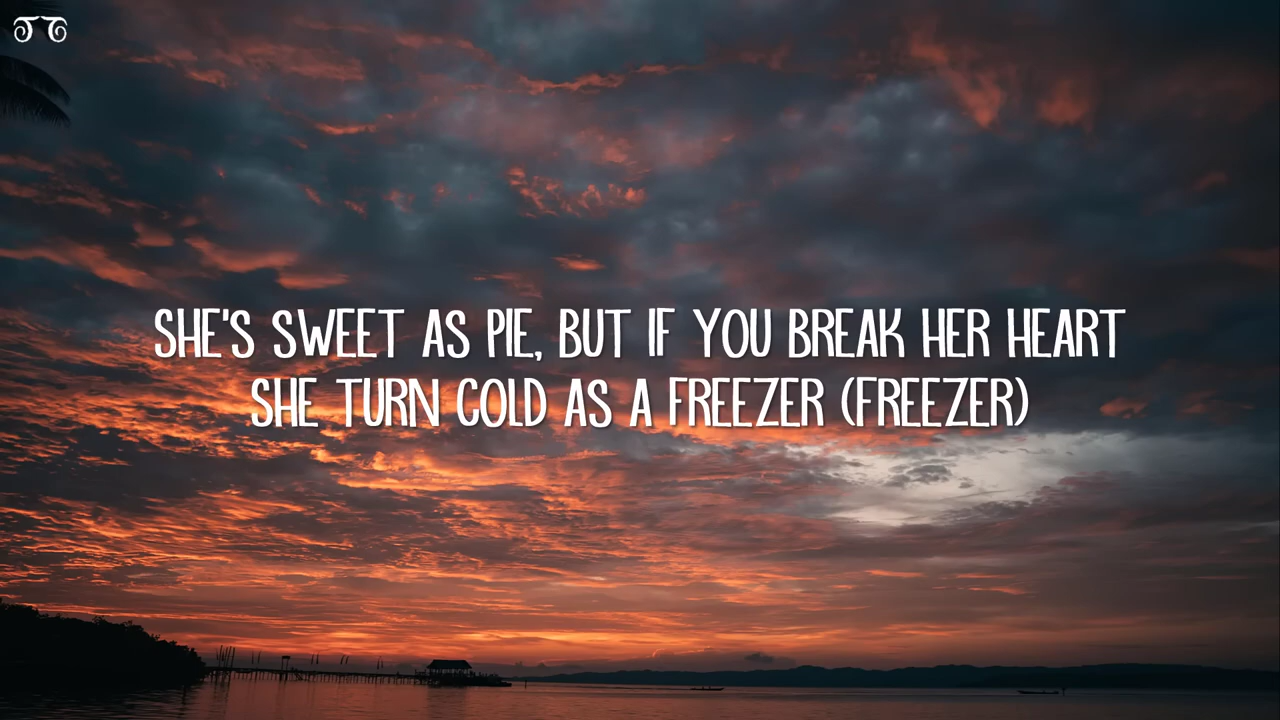 SHE'S SWEET AS PIE, BUT IF YOU BREAK HER HEART
SHE TURN COLD AS A FREEZER (FREEZER)